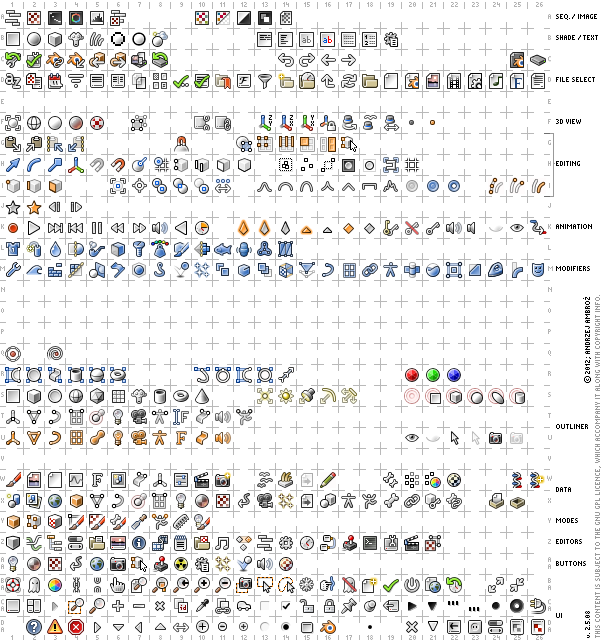 1 2 3 4 5 6 7 8 9 10 11 12 13 14 15 16 17 18 19 20 21 22 23 24 25 26
A SEQ. / IMAGE
B SHADE / TEXT
C
D FILE SELECT
E
F 3D VIEW
G
H EDITING
I
J
K ANIMATION
L
M MODIFIERS
N
O
P
Q
R
S
T OUTLINER
U
V
W
DATA
X
Y MODES
Z EDITORS
BUTTONS
UI
© 2012; ANDRZEJ AMBROŻ
THIS CONTENT IS SUBJECT TO THE GNU GPL LICENCE, WHICH ACCOMPANY IT ALONG WITH COPYRIGHT INFO.
v. 2.5.08